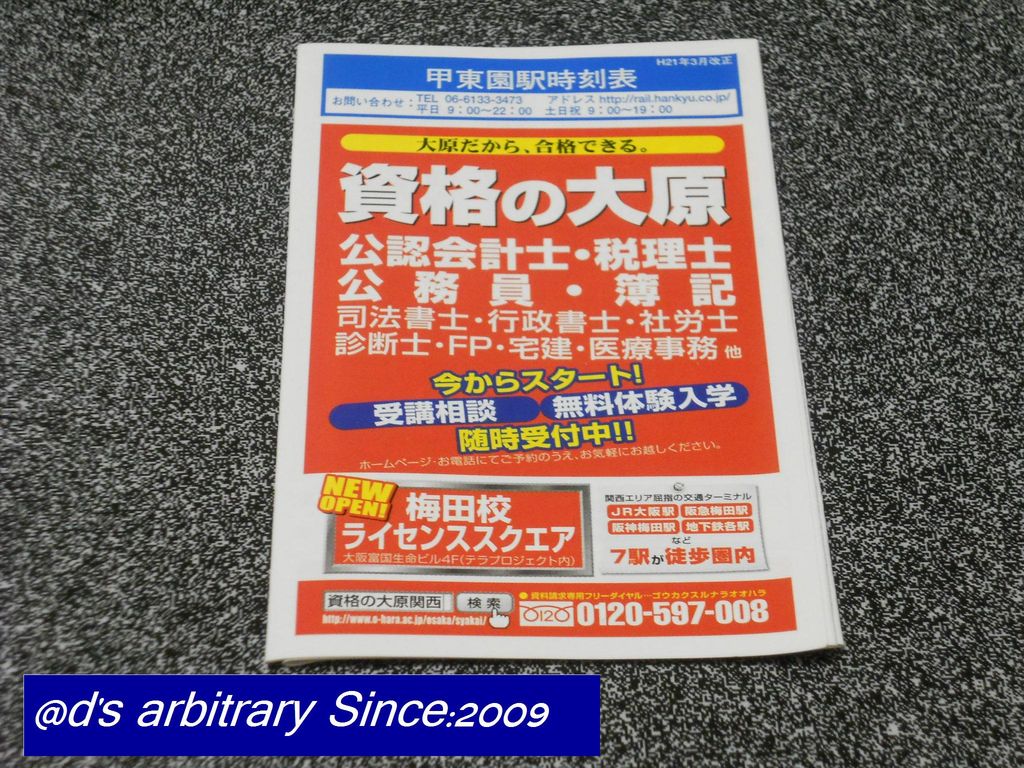 H21年3月改正
甲東園駅時刻表
お問い合わせ：TEL 06-6133-3473 アドレス http://rail.hankyu.co.jp/
平日 9：00～22：00 土日祝 9：00～19：00
大原だから、合格できる。
資格の大原
公認会計士・税理士
公務員・簿記
司法書士・行政書士・社労士
診断士・FP・宅建・医療事務 他
今からスタート!
受講相談 無料体験入学
随時受付中!!
ホームページ・お電話にてご予約のうえ、お気軽にお越しください。
NEW OPEN!
梅田校
ライセンススクエア
大阪富国生命ビル4F(テラプロジェクト内)
関西エリア屈指の交通ターミナル
JR大阪駅 阪急梅田駅
阪神梅田駅 地下鉄各駅
など
7駅が徒歩圏内
資格の大原関西 検索
http://www.o-hara.ac.jp/osaka/syakai/
資料請求専用フリーダイヤル…ゴウカクスルナラオオハラ
0120-597-008
@d's arbitrary Since:2009